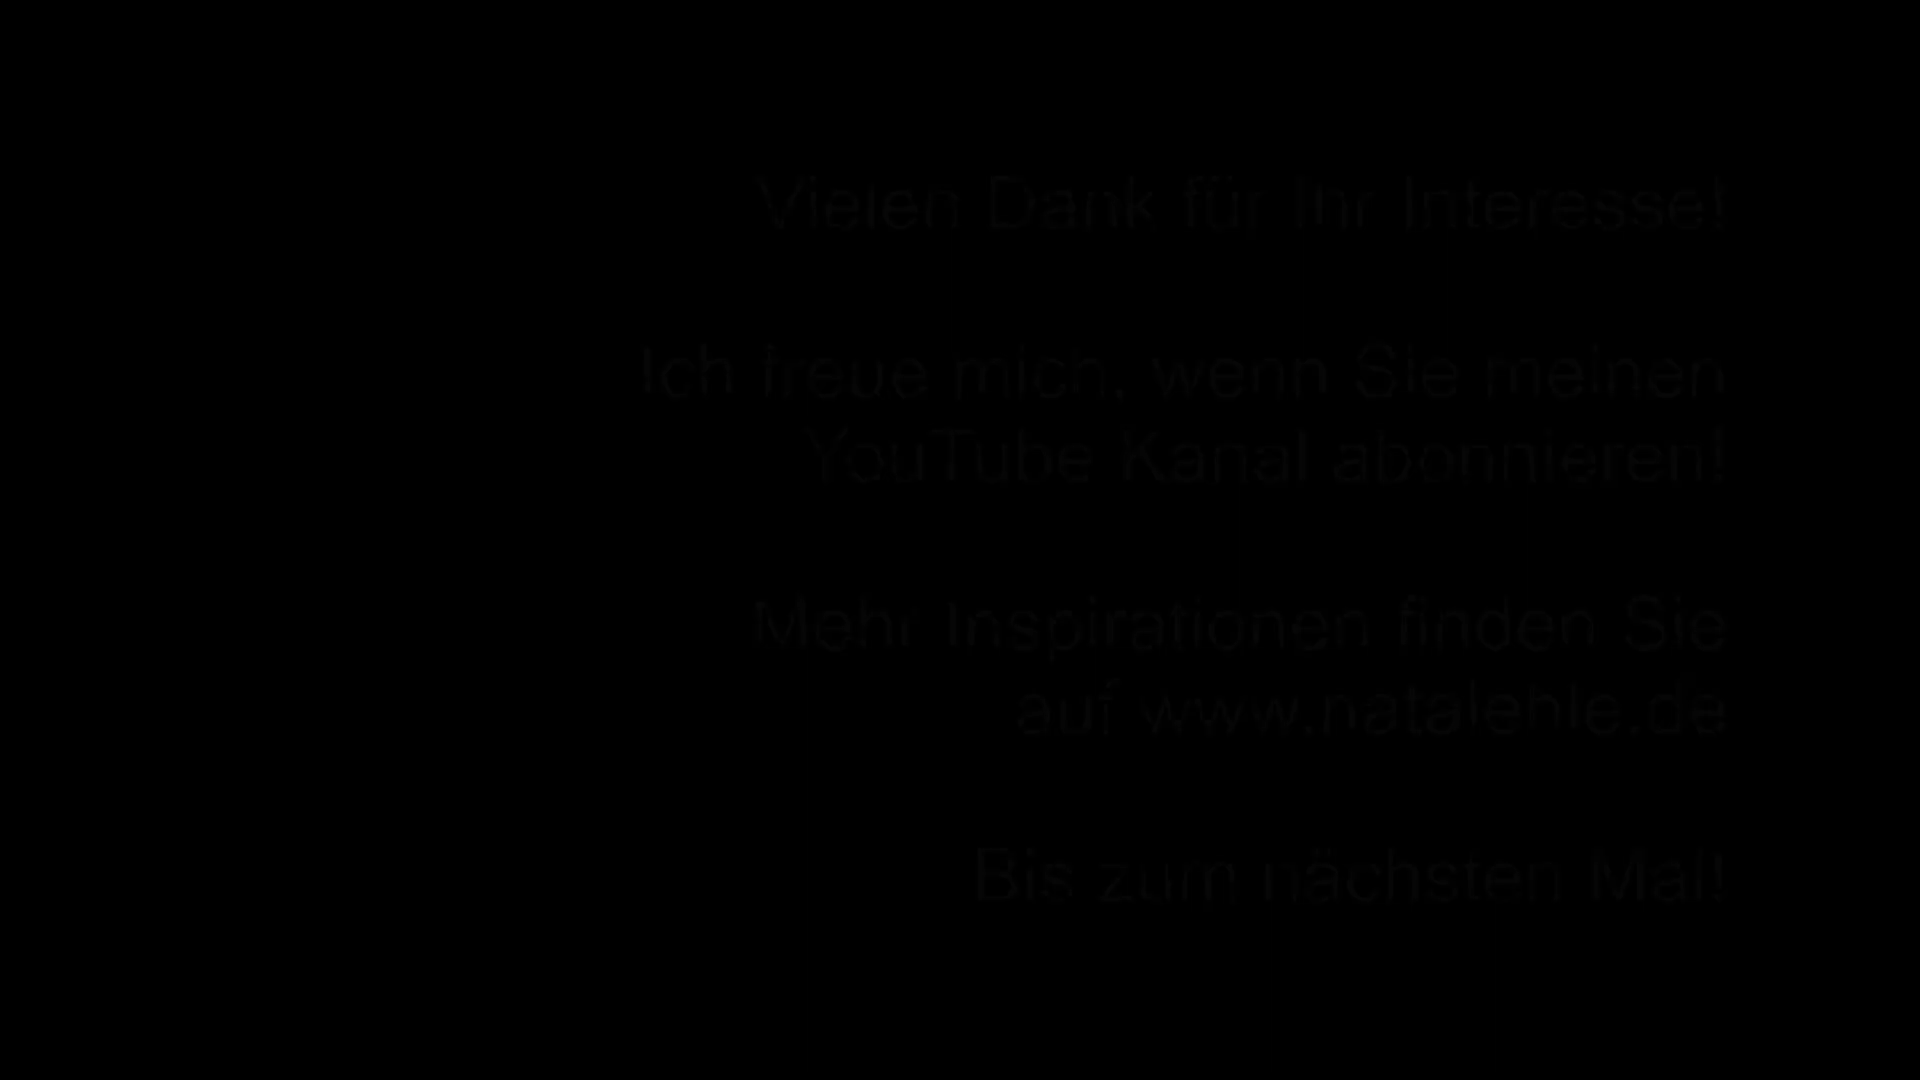 Vielen Dank für Ihr Interesse!
Ich freue mich, wenn Sie meinen
YouTube Kanal abonnieren!
Mehr Inspirationen finden Sie
auf www.natalehle.de
Bis zum nächsten Mal!